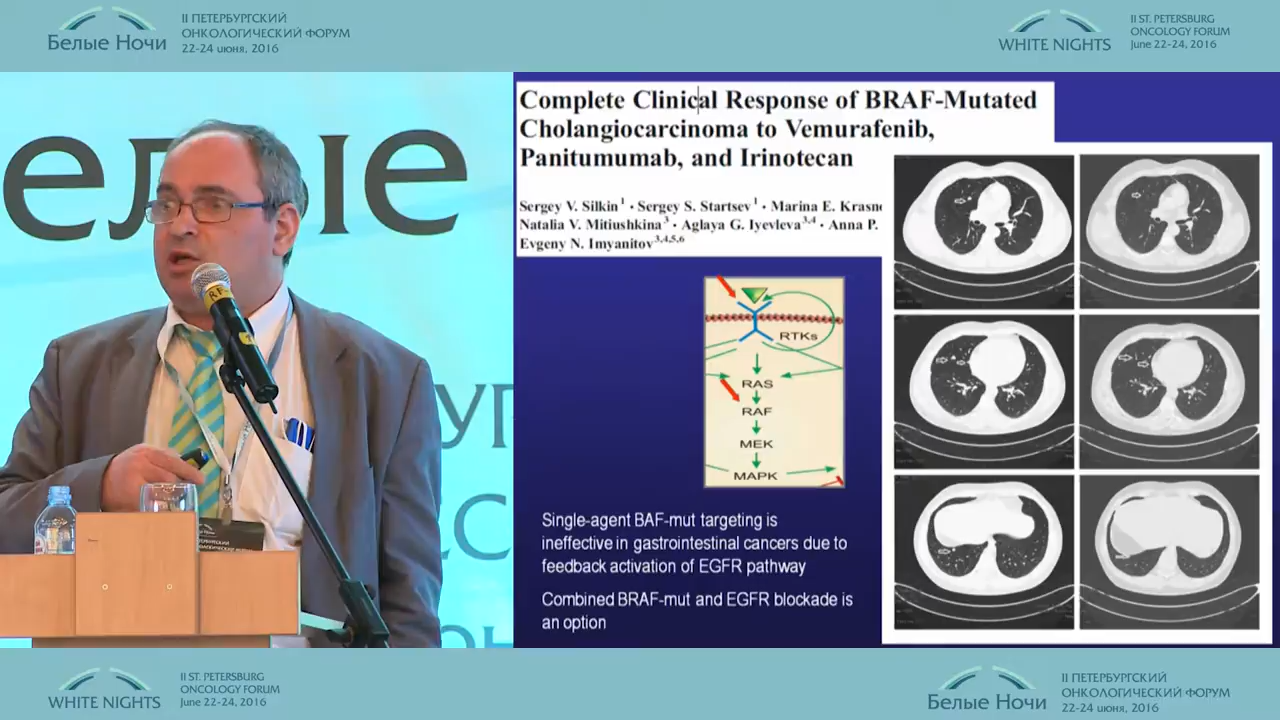 Белые Ночи
II ПЕТЕРБУРГСКИЙ
ОНКОЛОГИЧЕСКИЙ ФОРУМ
22-24 июня, 2016
WHITE NIGHTS
II ST. PETERSBURG
ONCOLOGY FORUM
June 22-24, 2016
елые
Complete Clinical Response of BRAF-Mutated
Cholangiocarcinoma to Vemurafenib,
Panitumumab, and Irinotecan
Sergey V. Silkin1 · Sergey S. Startsev1 · Marina E. Krasn
Natalia V. Mitiushkina3 · Aglaya G. Iyevleva3,4 · Anna P.
Evgeny N. Imyanitov3,4,5,6
RTKs
RAS
RAF
MEK
MAPK
Single-agent BAF-mut targeting is
ineffective in gastrointestinal cancers due to
feedback activation of EGFR pathway
Combined BRAF-mut and EGFR blockade is
an option
WHITE NIGHTS
II ST. PETERSBURG
ONCOLOGY FORUM
June 22-24, 2016
Белые Ночи
II ПЕТЕРБУРГСКИЙ
ОНКОЛОГИЧЕСКИЙ ФОРУМ
22-24 июня, 2016